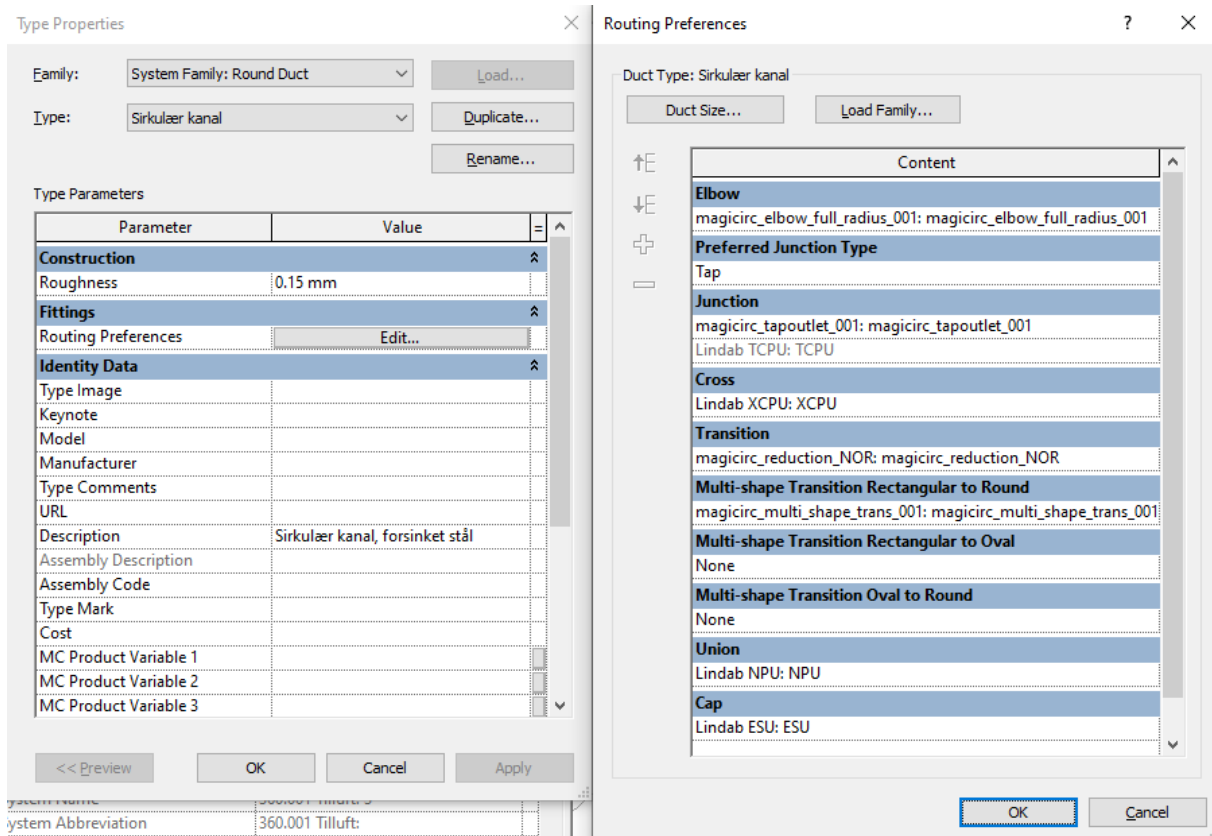 Type Properties
Family:
System Family: Round Duct
Load...
Type:
Sirkulær kanal
Duplicate...
Rename...
Type Parameters
Parameter
Value
=
Construction
Roughness
0.15 mm
Fittings
Routing Preferences
Edit...
Identity Data
Type Image
Keynote
Model
Manufacturer
Type Comments
URL
Description
Sirkulær kanal, forsinket stål
Assembly Description
Assembly Code
Type Mark
Cost
MC Product Variable 1
MC Product Variable 2
MC Product Variable 3
<< Preview
OK
Cancel
Apply
ystem Abbreviation
360.001 Tilluft:
Routing Preferences
?
Duct Type: Sirkulær kanal
Duct Size...
Load Family...
Content
Elbow
magicirc_elbow_full_radius_001: magicirc_elbow_full_radius_001
Preferred Junction Type
Tap
Junction
magicirc_tapoutlet_001: magicirc_tapoutlet_001
Lindab TCPU: TCPU
Cross
Lindab XCPU: XCPU
Transition
magicirc_reduction_NOR: magicirc_reduction_NOR
Multi-shape Transition Rectangular to Round
magicirc_multi_shape_trans_001: magicirc_multi_shape_trans_001
Multi-shape Transition Rectangular to Oval
None
Multi-shape Transition Oval to Round
None
Union
Lindab NPU: NPU
Cap
Lindab ESU: ESU
OK
Cancel